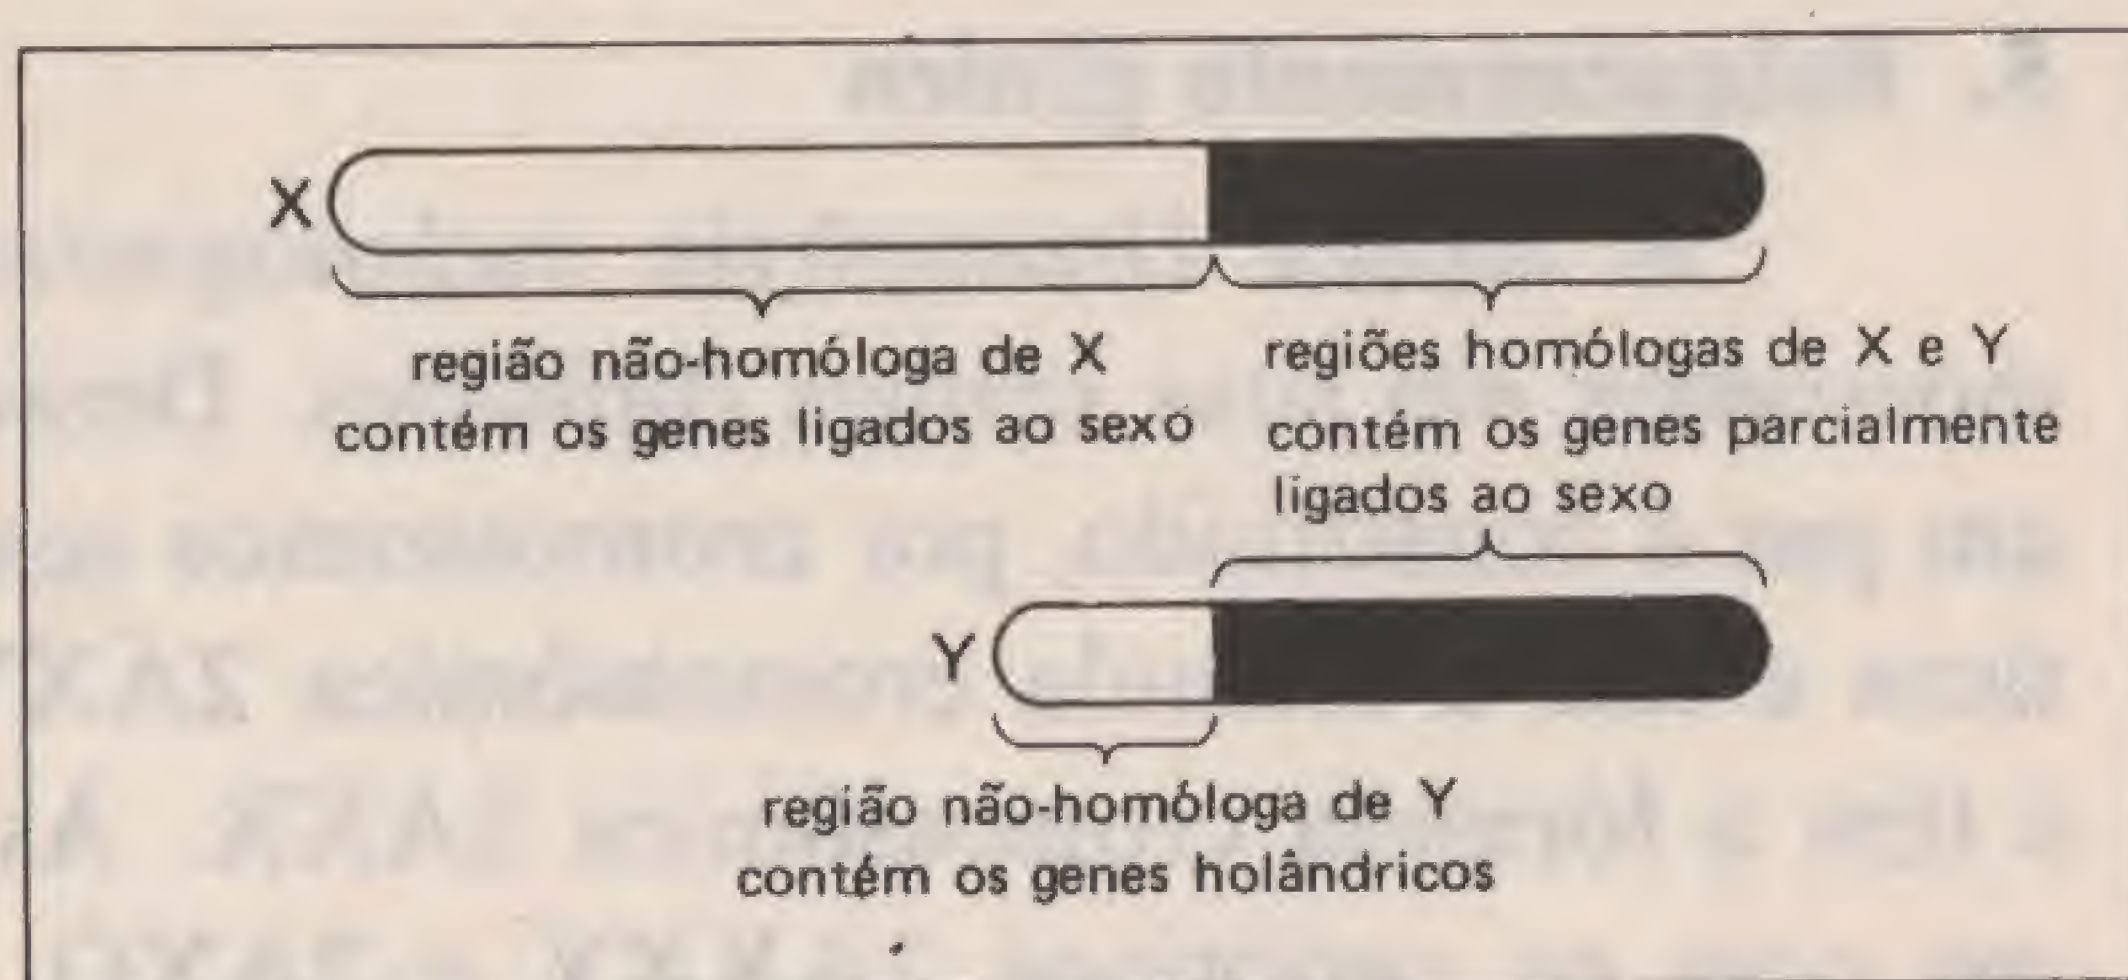 X
região não-homóloga de X
contém os genes ligados ao sexo
regiões homólogas de X e Y
contém os genes parcialmente
ligados ao sexo
Y
região não-homóloga de Y
contém os genes holândricos